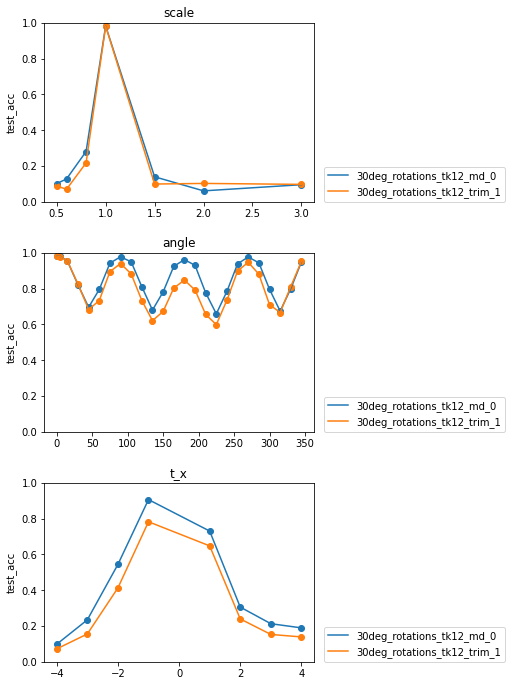 scale
1.0
0.8
0.6
0.4
0.2
0.0
test_acc
0.5 1.0 1.5 2.0 2.5 3.0
30deg_rotations_tk12_md_0
30deg_rotations_tk12_trim_1
angle
1.0
0.8
0.6
0.4
0.2
0.0
test_acc
0 50 100 150 200 250 300 350
30deg_rotations_tk12_md_0
30deg_rotations_tk12_trim_1
t_x
1.0
0.8
0.6
0.4
0.2
0.0
test_acc
−4 −2 0 2 4
30deg_rotations_tk12_md_0
30deg_rotations_tk12_trim_1